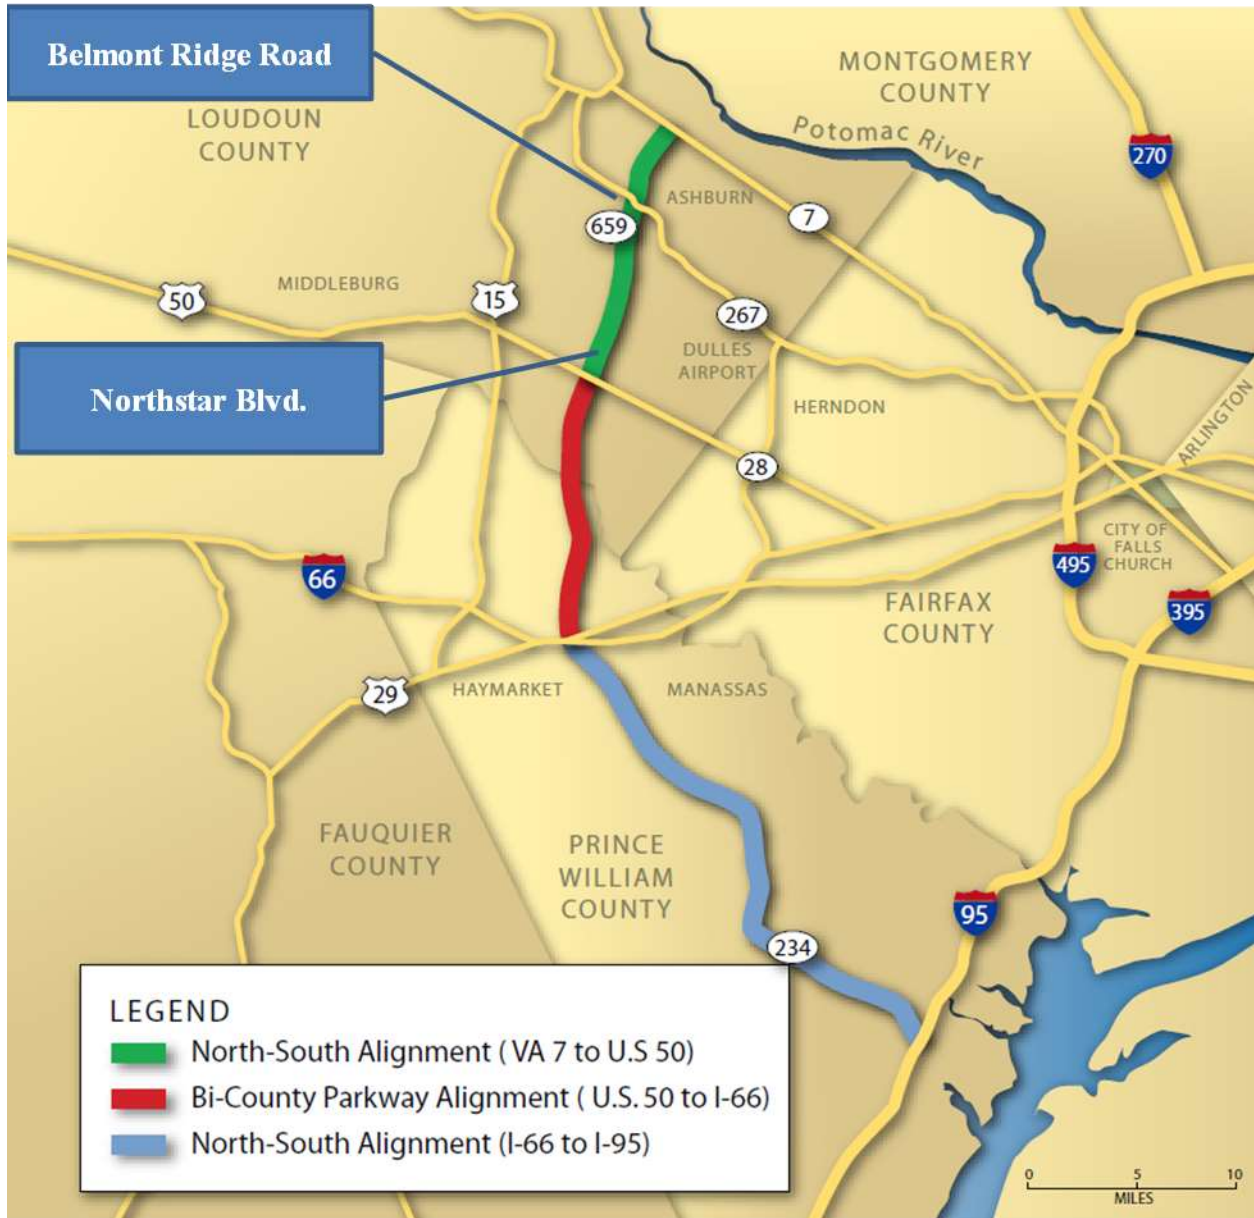 Belmont Ridge Road
LOUDOUN
COUNTY
MONTGOMERY
COUNTY
Potomac River
270
ASHBURN
659
7
MIDDLEBURG
50
15
267
DULLES
AIRPORT
Northstar Blvd.
HERNDON
ARLINGTON
28
CITY OF
FALLS
CHURCH
66
495
395
FAIRFAX
COUNTY
29
HAYMARKET
MANASSAS
FAUQUIER
COUNTY
PRINCE
WILLIAM
COUNTY
95
234
LEGEND
North-South Alignment ( VA 7 to U.S 50)
Bi-County Parkway Alignment ( U.S. 50 to I-66)
North-South Alignment (I-66 to I-95)
0 5 10
MILES